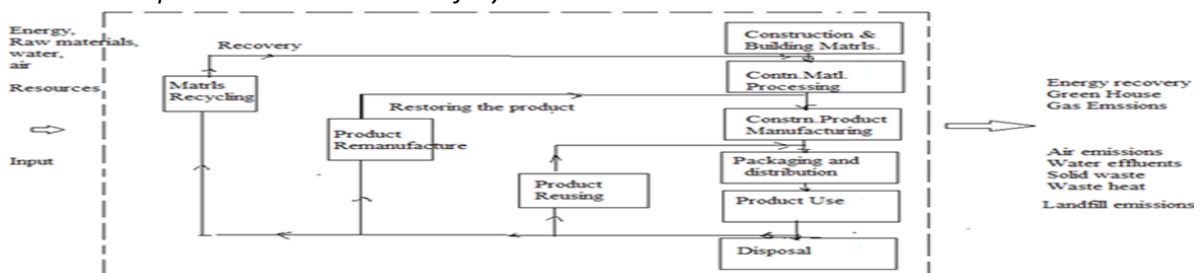 Energy,
Raw materials,
water,
air
Resources
Input
Recovery
Matrls
Recycling
Restoring the product
Product
Remanufacture
Product
Reusing
Construction &
Building Matrls.
Contn.Matl.
Processing
Constrn.Product
Manufacturing
Packaging and
distribution
Product Use
Disposal
Energy recovery
Green House
Gas Emssions
Air emissions
Water effluents
Solid waste
Waste heat
Landfill emissions